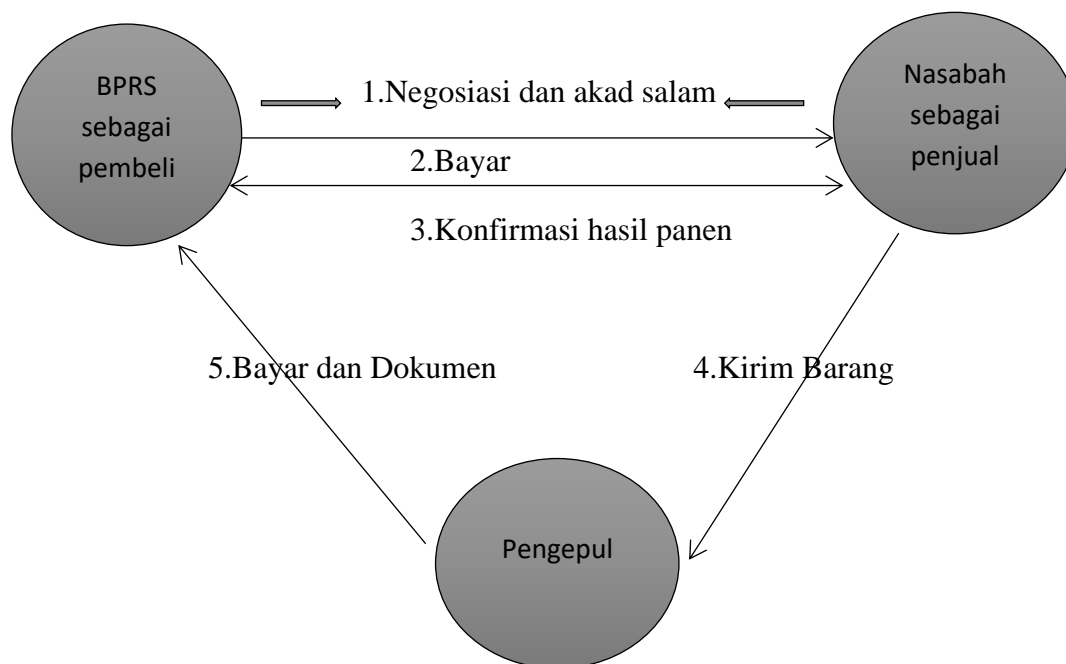 BPRS
sebagai
pembeli
1.Negosiasi dan akad salam
Nasabah
sebagai
penjual
2.Bayar
3.Konfirmasi hasil panen
5.Bayar dan Dokumen
4.Kirim Barang
Pengepul